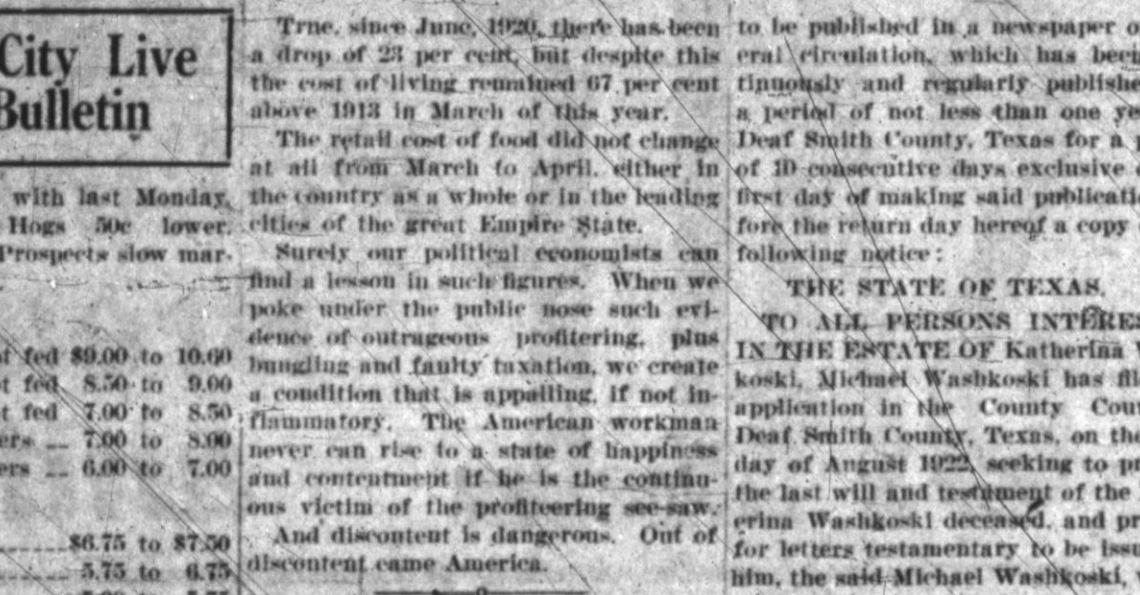 City Live
Bulletin
with last Monday.
Hogs 50c lower.
Prospects slow mar-
fed $9.00 to 10.60
fed 8.50 to 9.00
fed 7.00 to 8.50
7.00 to 8.00
6.00 to 7.00
$6.75 to $7.50
5.75 to 6.75
Trne, since June, 1920, there has been
a drop of 23 per cent, but despite this
the cost of living remained 67 per cent
above 1913 in March of this year.
The retail cost of food did not change
at all from March to April, either in
the country as a whole or in the leading
cities of the great Empire State.
Surely our political economists can
find a lesson in such figures. When we
poke under the public nose such evi-
dence of outrageous profitering, plus
bungling and faulty taxation, we create
a condition that is appalling, if not in-
flammatory. The American workman
never can rise to a state of happiness
and contentment if he is the continu-
ous victim of the profiteering see-saw.
And discontent is dangerous. Out of
discontent came America.
to be published in a newspaper
eral circulation, which has been
tinuously and regularly publishe
a period of not less than one ye
Deaf Smith County, Texas for a
of 10 consecutive days exclusive
first day of making said publicati
fore the return day hereof a copy
following notice:
THE STATE OF TEXAS.
TO ALL PERSONS INTERES
IN THE ESTATE OF Katherina
koski, Michael Washkoski has fil
application in the County Cou
Deaf Smith County, Texas, on the
day of August 1922, seeking to pr
the last will and testament of the
erina Washkoski deceased, and pr
for letters testamentary to be issu
him, the said Michael Washkoski,